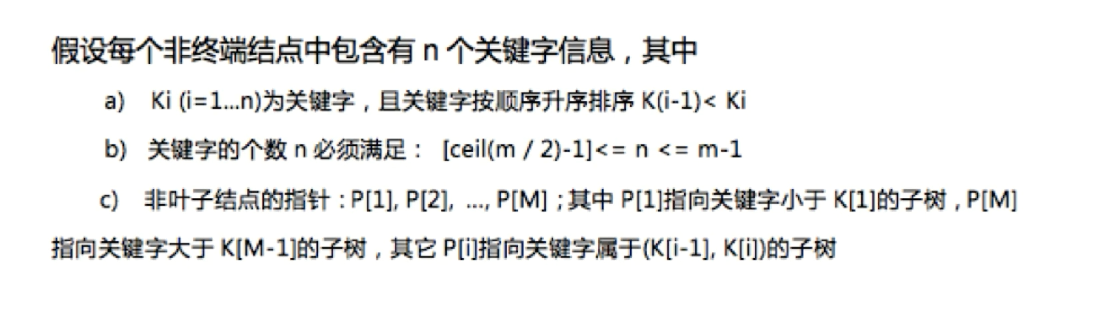 假设每个非终端结点中包含有 n 个关键字信息，其中
a) Ki (i=1...n)为关键字，且关键字按顺序升序排序 K(i-1)< Ki
b) 关键字的个数 n 必须满足： [ceil(m / 2)-1]<= n <= m-1
c) 非叶子结点的指针：P[1], P[2], ..., P[M]；其中 P[1]指向关键字小于 K[1]的子树，P[M]
指向关键字大于 K[M-1]的子树，其它 P[i]指向关键字属于(K[i-1], K[i])的子树